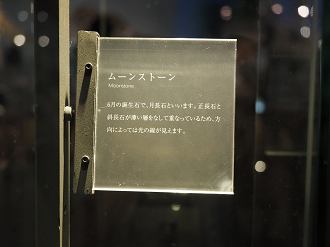 ムーンストーン
Moonstone
6月の誕生石で、月長石といいます。正長石と
斜長石が薄い層をなして重なっているため、方
向によっては光の線が見えます。